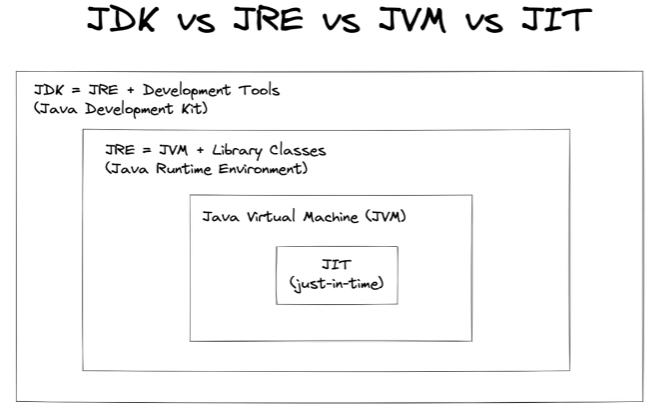 JDK vs JRE vs JVM vs JIT
JDK = JRE + Development Tools
(Java Development Kit)
JRE = JVM + Library Classes
(Java Runtime Environment)
Java Virtual Machine (JVM)
JIT
(just-in-time)